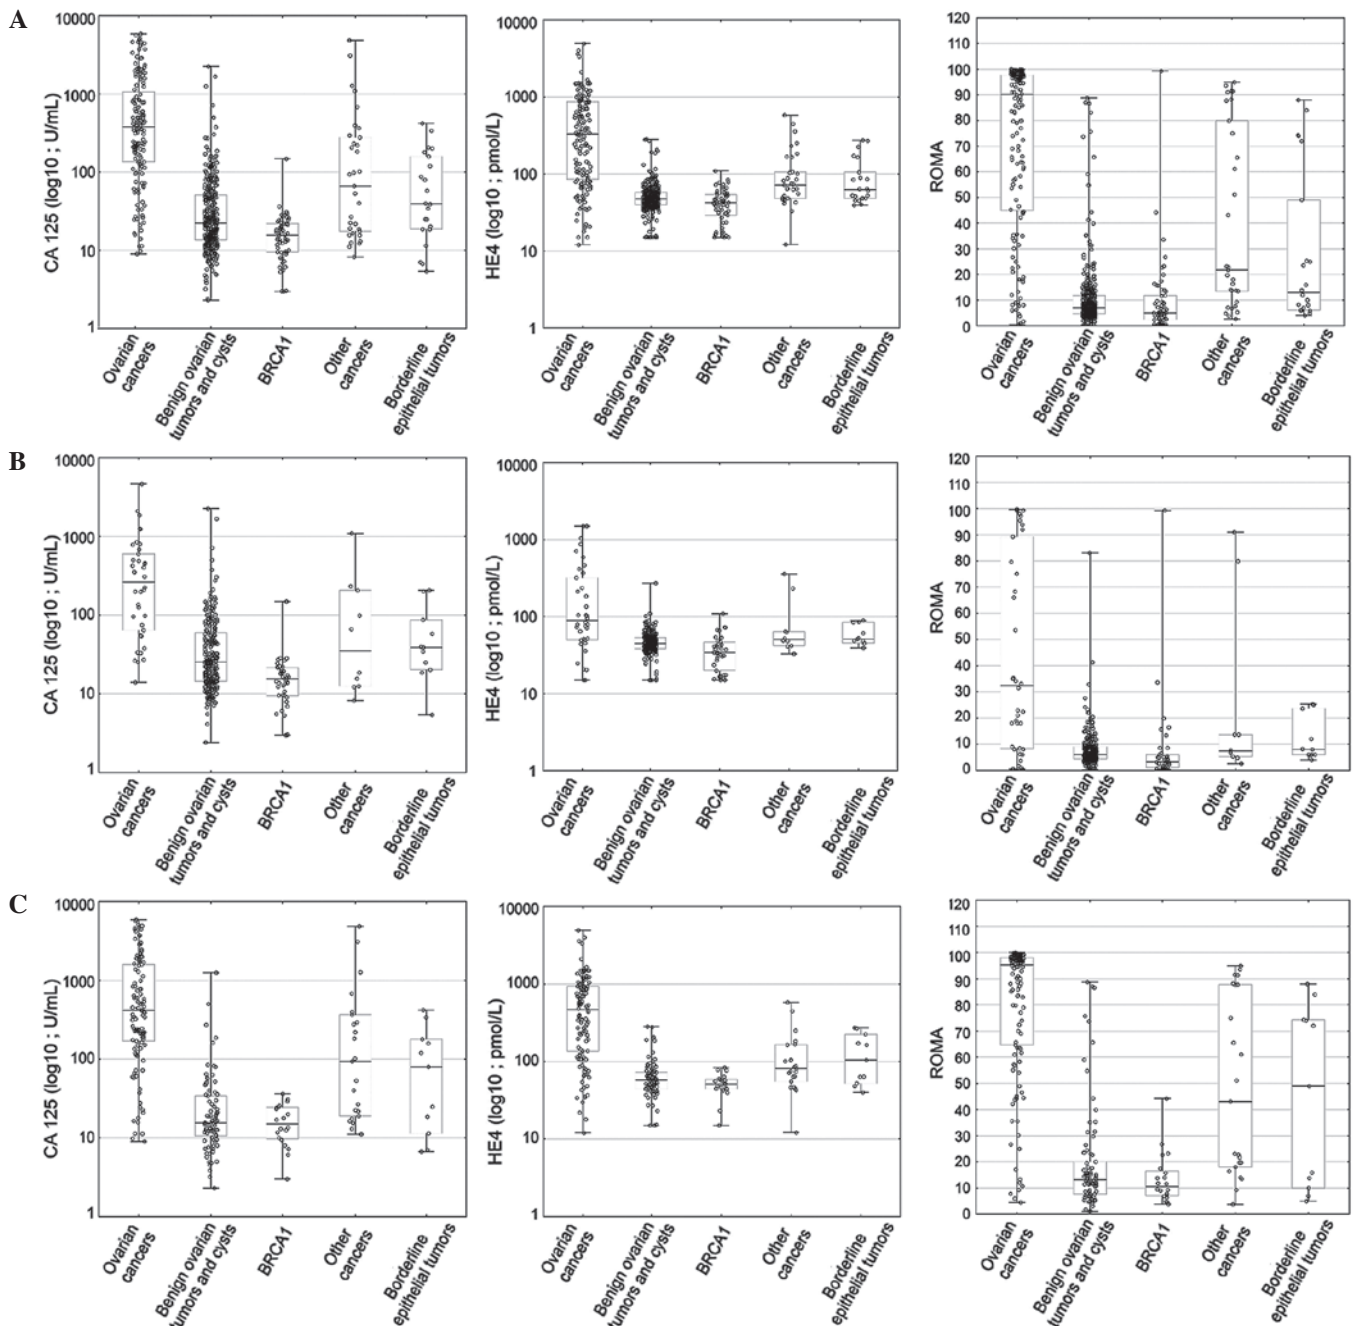 A
CA 125 (log10 ; U/mL)
10000
1000
100
10
1
Ovarian
cancers
Benign ovarian
tumors and cysts
BRCA1
Other
cancers
Borderline
epithelial tumors
HE4 (log10 ; pmol/L)
10000
1000
100
10
1
Ovarian
cancers
Benign ovarian
tumors and cysts
BRCA1
Other
cancers
Borderline
epithelial tumors
ROMA
120
110
100
90
80
70
60
50
40
30
20
10
0
Ovarian
cancers
Benign ovarian
tumors and cysts
BRCA1
Other
cancers
Borderline
epithelial tumors
B
CA 125 (log10 ; U/mL)
10000
1000
100
10
1
Ovarian
cancers
Benign ovarian
tumors and cysts
BRCA1
Other
cancers
Borderline
epithelial tumors
HE4 (log10 ; pmol/L)
10000
1000
100
10
1
Ovarian
cancers
Benign ovarian
tumors and cysts
BRCA1
Other
cancers
Borderline
epithelial tumors
ROMA
120
110
100
90
80
70
60
50
40
30
20
10
0
Ovarian
cancers
Benign ovarian
tumors and cysts
BRCA1
Other
cancers
Borderline
epithelial tumors
C
CA 125 (log10 ; U/mL)
10000
1000
100
10
1
Ovarian
cancers
Benign ovarian
tumors and cysts
BRCA1
Other
cancers
Borderline
epithelial tumors
HE4 (log10 ; pmol/L)
10000
1000
100
10
1
Ovarian
cancers
Benign ovarian
tumors and cysts
BRCA1
Other
cancers
Borderline
epithelial tumors
ROMA
120
110
100
90
80
70
60
50
40
30
20
10
0
Ovarian
cancers
Benign ovarian
tumors and cysts
BRCA1
Other
cancers
Borderline
epithelial tumors